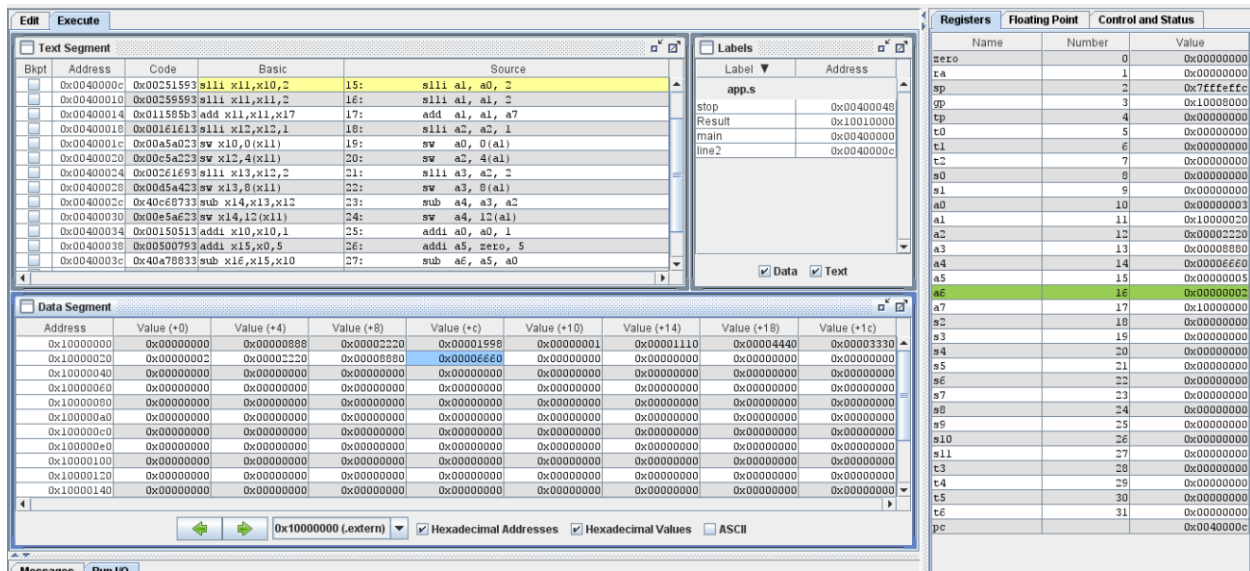 Edit Execute
Text Segment
Bkpt Address Code Basic Source
0x0040000c 0x00251593 slli x11,x10,2 15: slli a1, a0, 2
0x00400010 0x00259593 slli x11,x11,2 16: slli a1, a1, 2
0x00400014 0x011585b3 add x11,x11,x17 17: add a1, a1, a7
0x00400018 0x00161613 slli x12,x12,1 18: slli a2, a2, 1
0x0040001c 0x00a5a023 sw x10,0(x11) 19: sw a0, 0(a1)
0x00400020 0x00c5a223 sw x12,4(x11) 20: sw a2, 4(a1)
0x00400024 0x00261693 slli x13,x12,2 21: slli a3, a2, 2
0x00400028 0x00d5a423 sw x13,8(x11) 22: sw a3, 8(a1)
0x0040002c 0x40c68733 sub x14,x13,x12 23: sub a4, a3, a2
0x00400030 0x00e5a623 sw x14,12(x11) 24: sw a4, 12(a1)
0x00400034 0x00150513 addi x10,x10,1 25: addi a0, a0, 1
0x00400038 0x00500793 addi x15,x0,5 26: addi a5, zero, 5
0x0040003c 0x40a78833 sub x16,x15,x10 27: sub a6, a5, a0
Labels
Label ▼ Address
app.s
stop 0x00400048
Result 0x10010000
main 0x00400000
line2 0x0040000c
Data Text
Data Segment
Address Value (+0) Value (+4) Value (+8) Value (+c) Value (+10) Value (+14) Value (+18) Value (+1c)
0x10000000 0x00000000 0x00000888 0x00002220 0x00001998 0x00000001 0x00001110 0x00004440 0x00003330
0x10000020 0x00000002 0x00002220 0x00008880 0x00006660 0x00000000 0x00000000 0x00000000 0x00000000
0x10000040 0x00000000 0x00000000 0x00000000 0x00000000 0x00000000 0x00000000 0x00000000 0x00000000
0x10000060 0x00000000 0x00000000 0x00000000 0x00000000 0x00000000 0x00000000 0x00000000 0x00000000
0x10000080 0x00000000 0x00000000 0x00000000 0x00000000 0x00000000 0x00000000 0x00000000 0x00000000
0x100000a0 0x00000000 0x00000000 0x00000000 0x00000000 0x00000000 0x00000000 0x00000000 0x00000000
0x100000c0 0x00000000 0x00000000 0x00000000 0x00000000 0x00000000 0x00000000 0x00000000 0x00000000
0x100000e0 0x00000000 0x00000000 0x00000000 0x00000000 0x00000000 0x00000000 0x00000000 0x00000000
0x10000100 0x00000000 0x00000000 0x00000000 0x00000000 0x00000000 0x00000000 0x00000000 0x00000000
0x10000120 0x00000000 0x00000000 0x00000000 0x00000000 0x00000000 0x00000000 0x00000000 0x00000000
0x10000140 0x00000000 0x00000000 0x00000000 0x00000000 0x00000000 0x00000000 0x00000000 0x00000000
0x10000000 (.extern) Hexadecimal Addresses Hexadecimal Values ASCII
Messages Run I/O
Registers Floating Point Control and Status
Name Number Value
zero 0 0x00000000
ra 1 0x00000000
sp 2 0x7fffeffc
gp 3 0x10008000
tp 4 0x00000000
t0 5 0x00000000
t1 6 0x00000000
t2 7 0x00000000
s0 8 0x00000000
s1 9 0x00000000
a0 10 0x00000003
a1 11 0x10000020
a2 12 0x00002220
a3 13 0x00008880
a4 14 0x00006660
a5 15 0x00000005
a6 16 0x00000002
a7 17 0x10000000
s2 18 0x00000000
s3 19 0x00000000
s4 20 0x00000000
s5 21 0x00000000
s6 22 0x00000000
s7 23 0x00000000
s8 24 0x00000000
s9 25 0x00000000
s10 26 0x00000000
s11 27 0x00000000
t3 28 0x00000000
t4 29 0x00000000
t5 30 0x00000000
t6 31 0x00000000
pc 0x0040000c